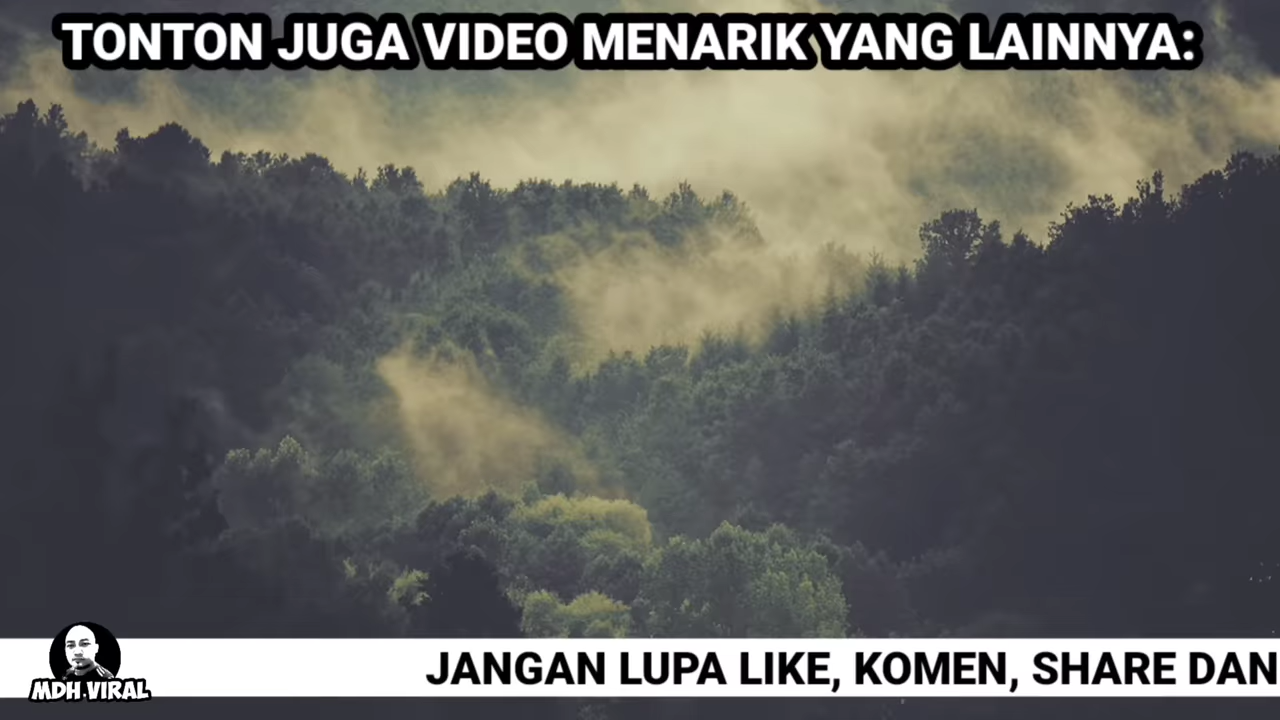 TONTON JUGA VIDEO MENARIK YANG LAINNYA:
JANGAN LUPA LIKE, KOMEN, SHARE DAN
MDH VIRAL